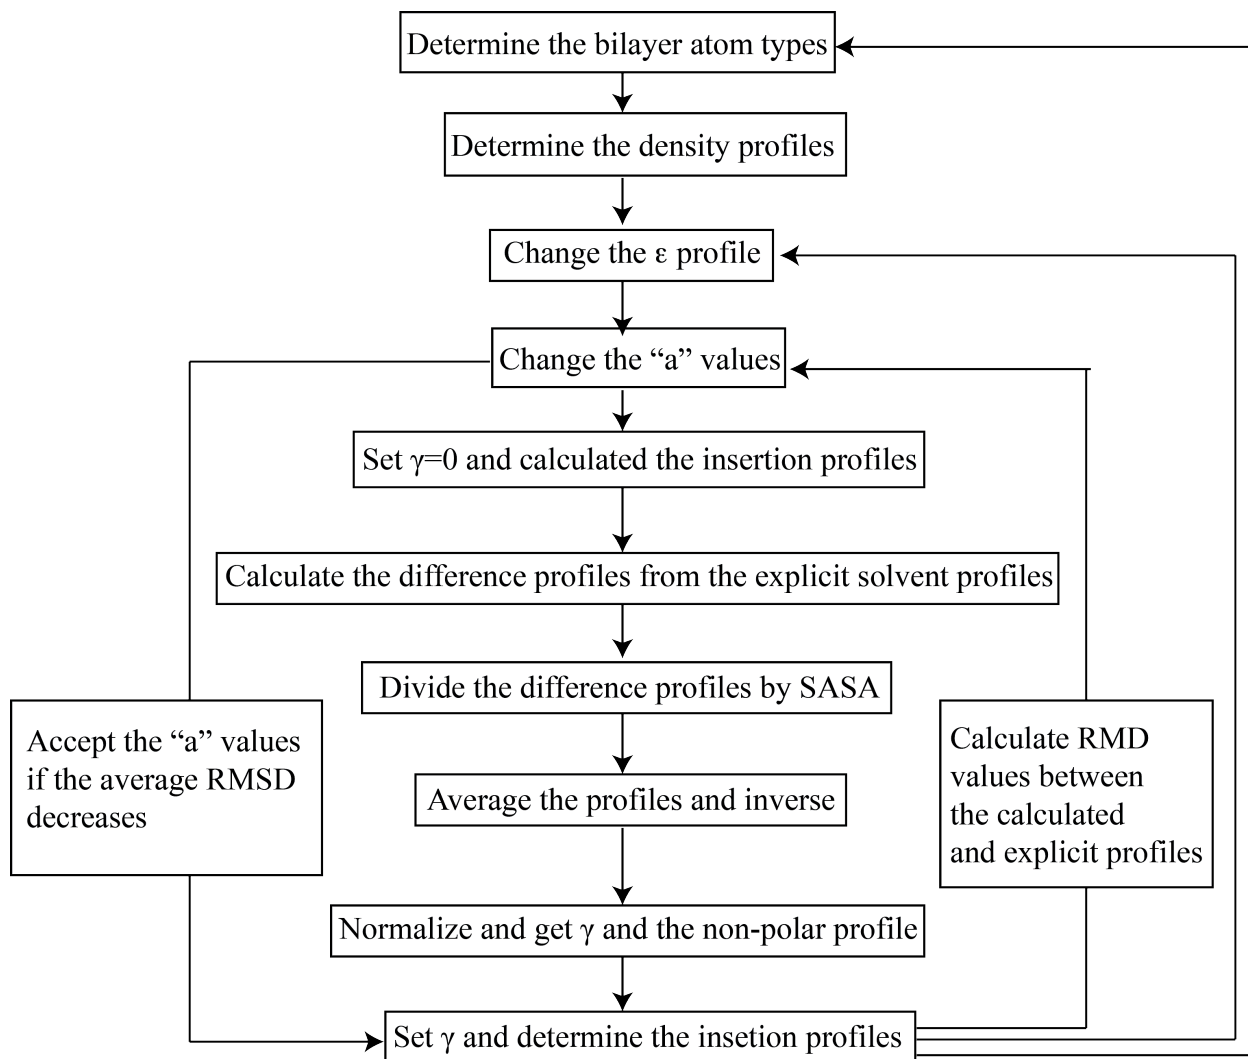 Determine the bilayer atom types
Determine the density profiles
Change the ε profile
Change the “a” values
Set γ=0 and calculated the insertion profiles
Calculate the difference profiles from the explicit solvent profiles
Divide the difference profiles by SASA
Accept the “a” values
if the average RMSD
decreases
Calculate RMD
values between
the calculated
and explicit profiles
Average the profiles and inverse
Normalize and get γ and the non-polar profile
Set γ and determine the insetion profiles